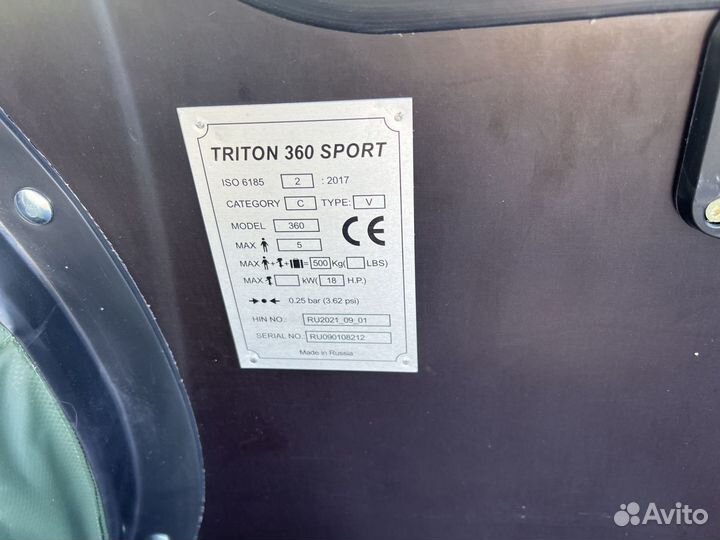 TRITON 360 SPORT
ISO 6185 2 : 2017
CATEGORY C TYPE: V
MODEL 360
MAX 5 CE
MAX + + = 500 Kg( LBS)
MAX kW( 18 H.P.)
0.25 bar (3.62 psi)
HIN NO.: RU2021_09_01
SERIAL NO.: RU090108212
Made in Russia
Avito